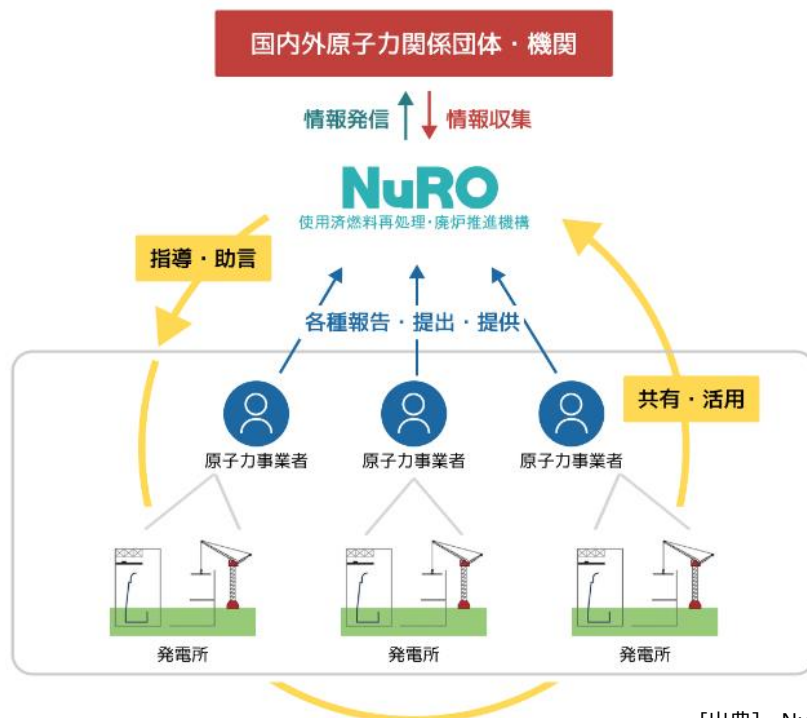 国内外原子力関係団体・機関
情報発信
情報収集
NuRO
使用済燃料再処理・廃炉推進機構
指導・助言
各種報告・提出・提供
共有・活用
原子力事業者
原子力事業者
原子力事業者
発電所
発電所
発電所
[出典]